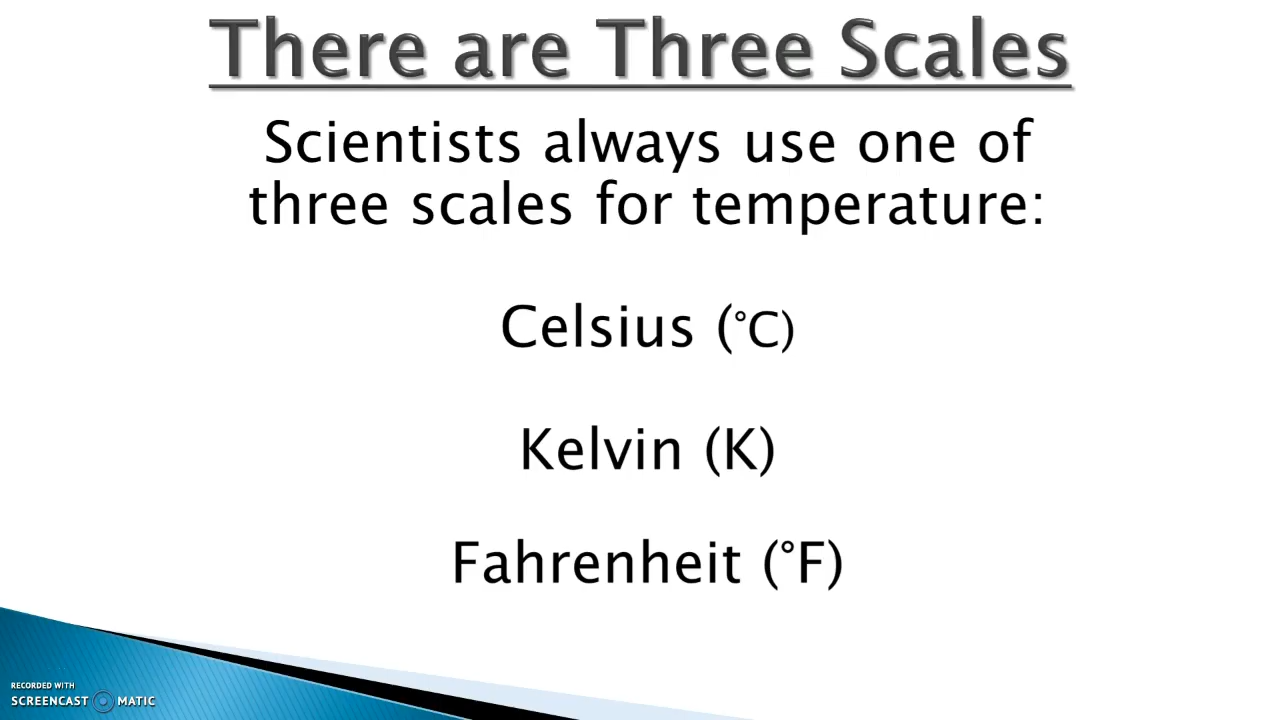 There are Three Scales
Scientists always use one of
three scales for temperature:
Celsius (°C)
Kelvin (K)
Fahrenheit (°F)
RECORDED WITH
SCREENCAST MATIC